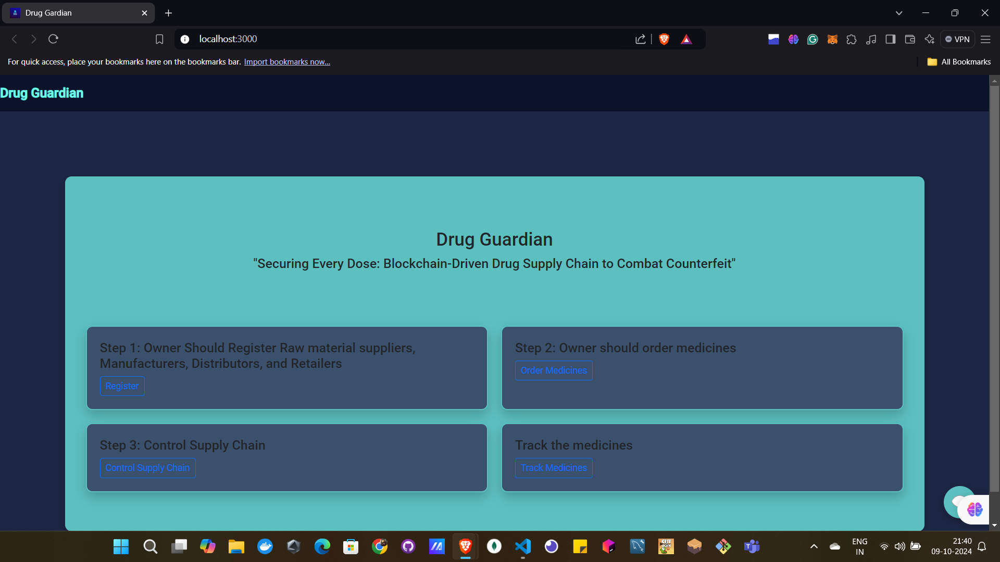 Drug Gardian
localhost:3000
VPN
For quick access, place your bookmarks here on the bookmarks bar. Import bookmarks now...
All Bookmarks
Drug Guardian
Drug Guardian
"Securing Every Dose: Blockchain-Driven Drug Supply Chain to Combat Counterfeit"
Step 1: Owner Should Register Raw material suppliers,
Manufacturers, Distributors, and Retailers
Register
Step 2: Owner should order medicines
Order Medicines
Step 3: Control Supply Chain
Control Supply Chain
Track the medicines
Track Medicines
ENG
IN
21:40
09-10-2024